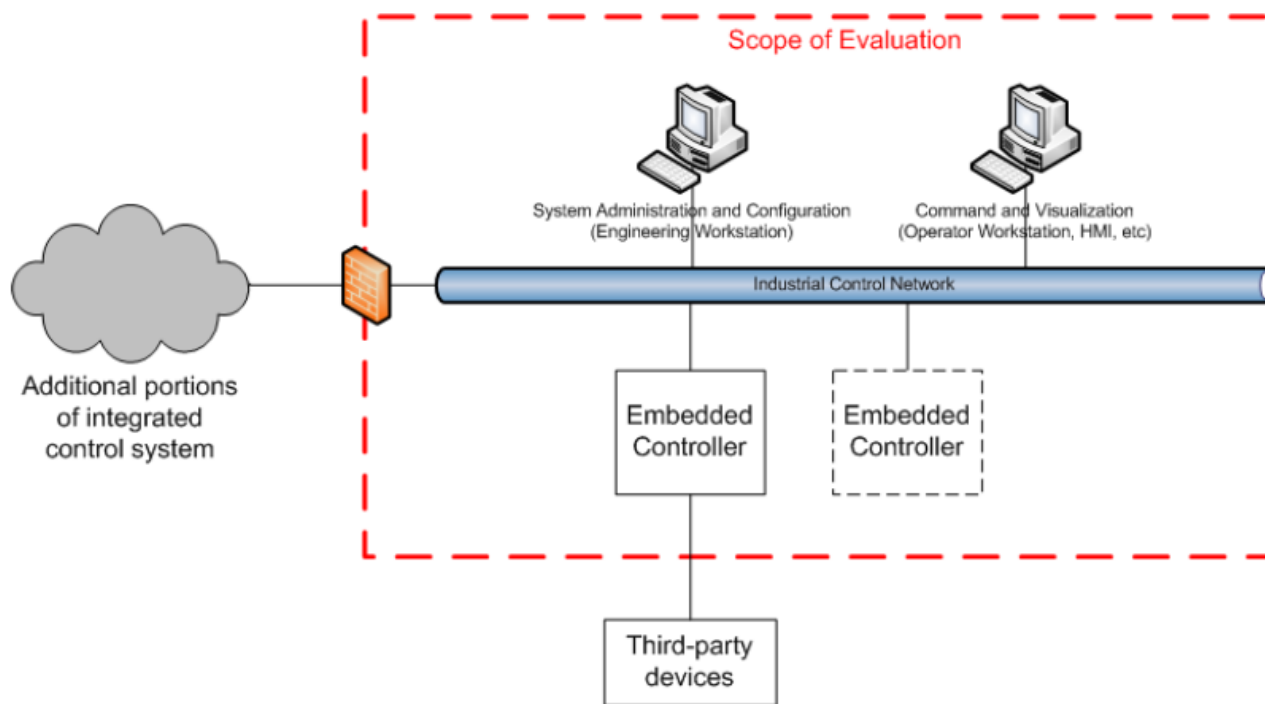 Scope of Evaluation
System Administration and Configuration
(Engineering Workstation)
Command and Visualization
(Operator Workstation, HMI, etc)
Industrial Control Network
Additional portions
of integrated
control system
Embedded
Controller
Embedded
Controller
Third-party
devices